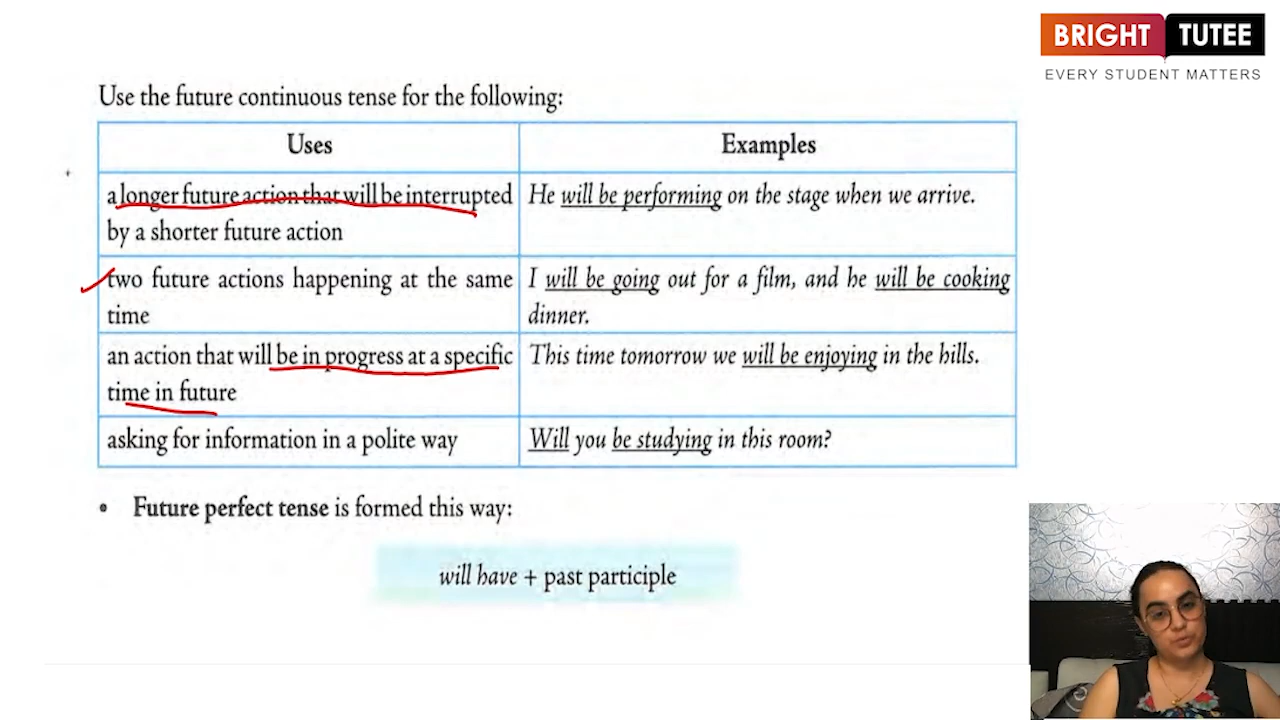 BRIGHT TUTEE
EVERY STUDENT MATTERS
Use the future continuous tense for the following:
Uses
Examples
a longer future action that will be interrupted
by a shorter future action
He will be performing on the stage when we arrive.
two future actions happening at the same
time
I will be going out for a film, and he will be cooking
dinner.
an action that will be in progress at a specific
time in future
This time tomorrow we will be enjoying in the hills.
asking for information in a polite way
Will you be studying in this room?
• Future perfect tense is formed this way:
will have + past participle